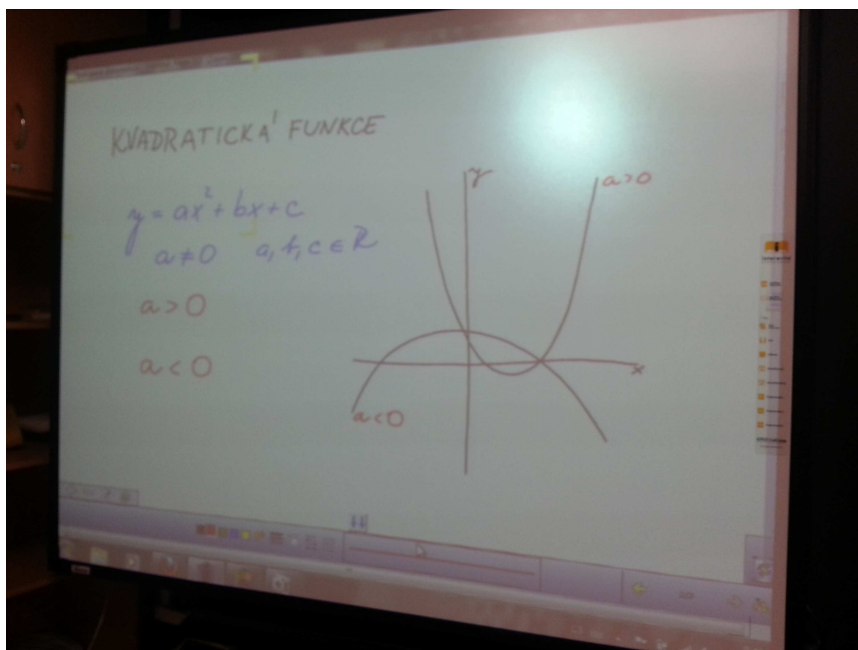 KVADRATICKÁ FUNKCE
y = ax² + bx + c
a ≠ 0 a, b, c ∈ R
a > 0
a < 0
y
a > 0
x
a < 0